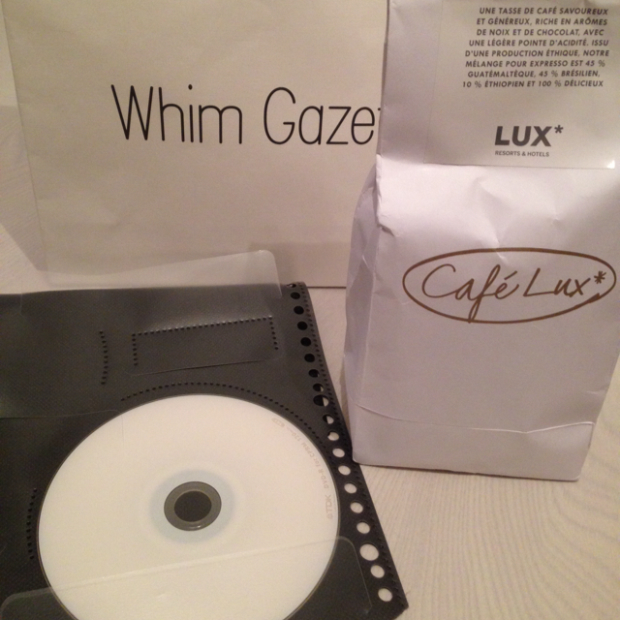 UNE TASSE DE CAFÉ SAVOUREUX
ET GÉNÉREUX, RICHE EN ARÔMES
DE NOIX ET DE CHOCOLAT, AVEC
UNE LÉGÈRE POINTE D'ACIDITÉ. ISSU
D'UNE PRODUCTION ÉTHIQUE, NOTRE
MÉLANGE POUR EXPRESSO EST 45 %
GUATÉMALTÈQUE, 45 % BRÉSILIEN,
10 % ÉTHIOPIEN ET 100 % DÉLICIEUX
LUX*
RESORTS & HOTELS
Whim Gaze
Café Lux*